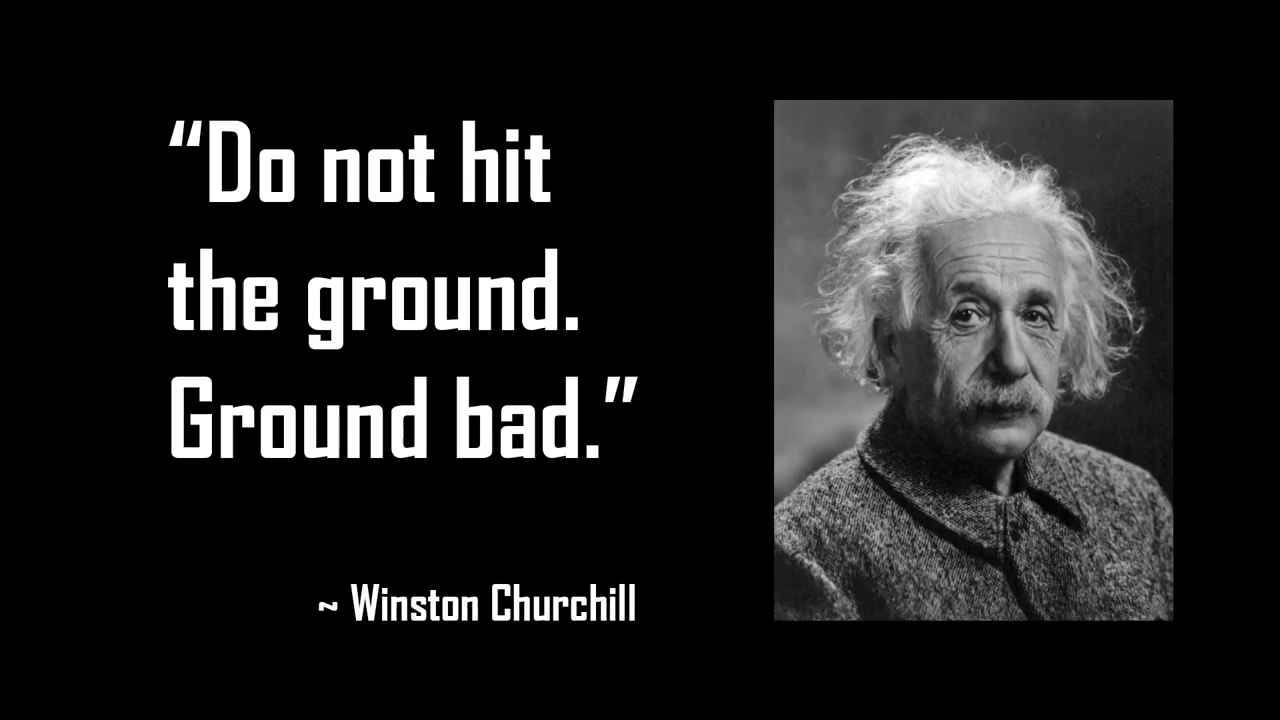 “Do not hit
the ground.
Ground bad.”
~ Winston Churchill